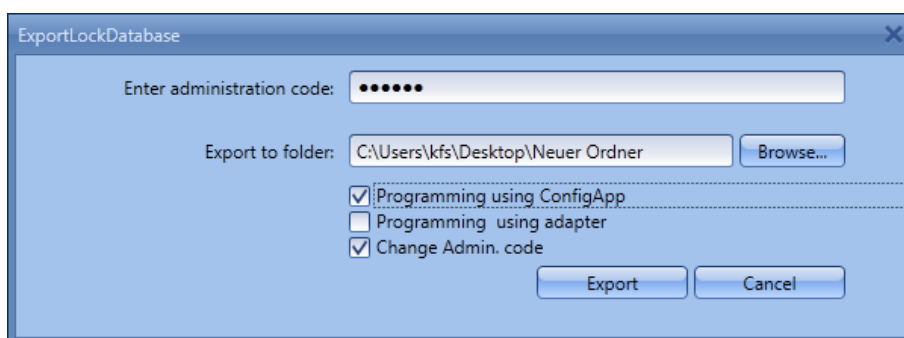 ExportLockDatabase
Enter administration code: ●●●●●●
Export to folder: C:\Users\kfs\Desktop\Neuer Ordner Browse...
Programming using ConfigApp
Programming using adapter
Change Admin. code
Export Cancel